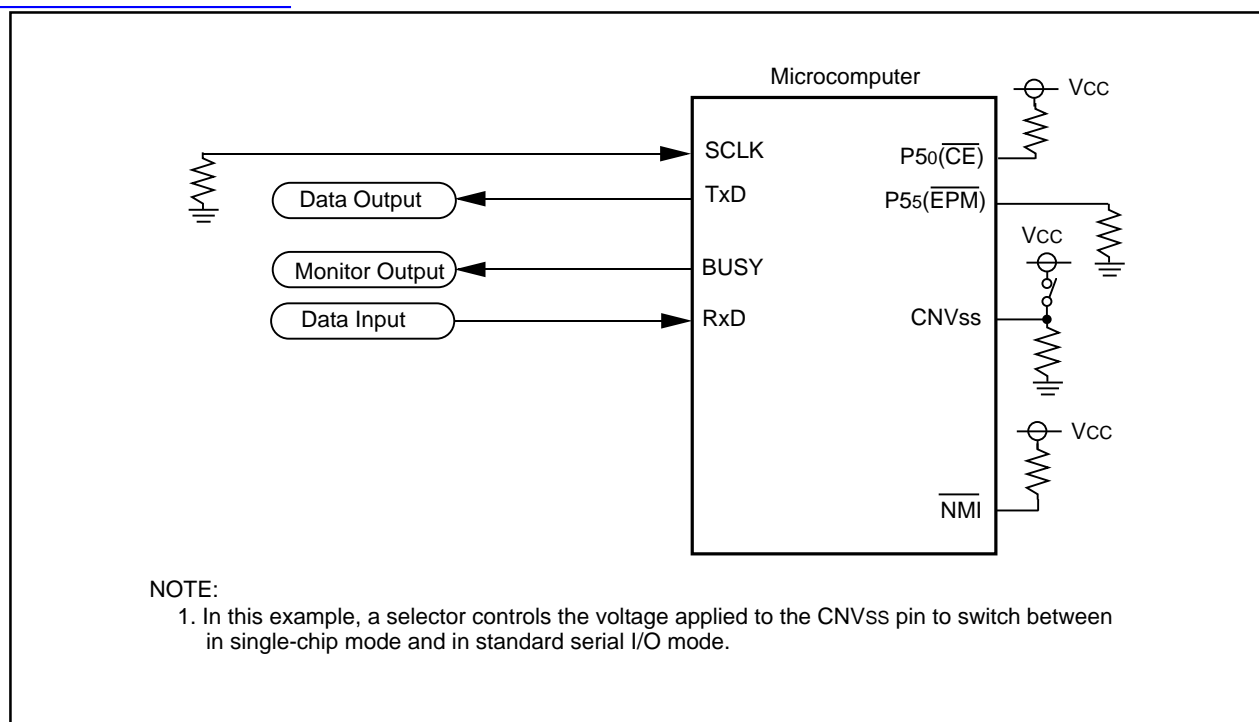 Microcomputer
VCC
SCLK
P50(CE)
Data Output
TxD
P55(EPM)
VCC
Monitor Output
BUSY
Data Input
RxD
CNVss
VCC
NMI
NOTE:
1. In this example, a selector controls the voltage applied to the CNVSS pin to switch between
in single-chip mode and in standard serial I/O mode.